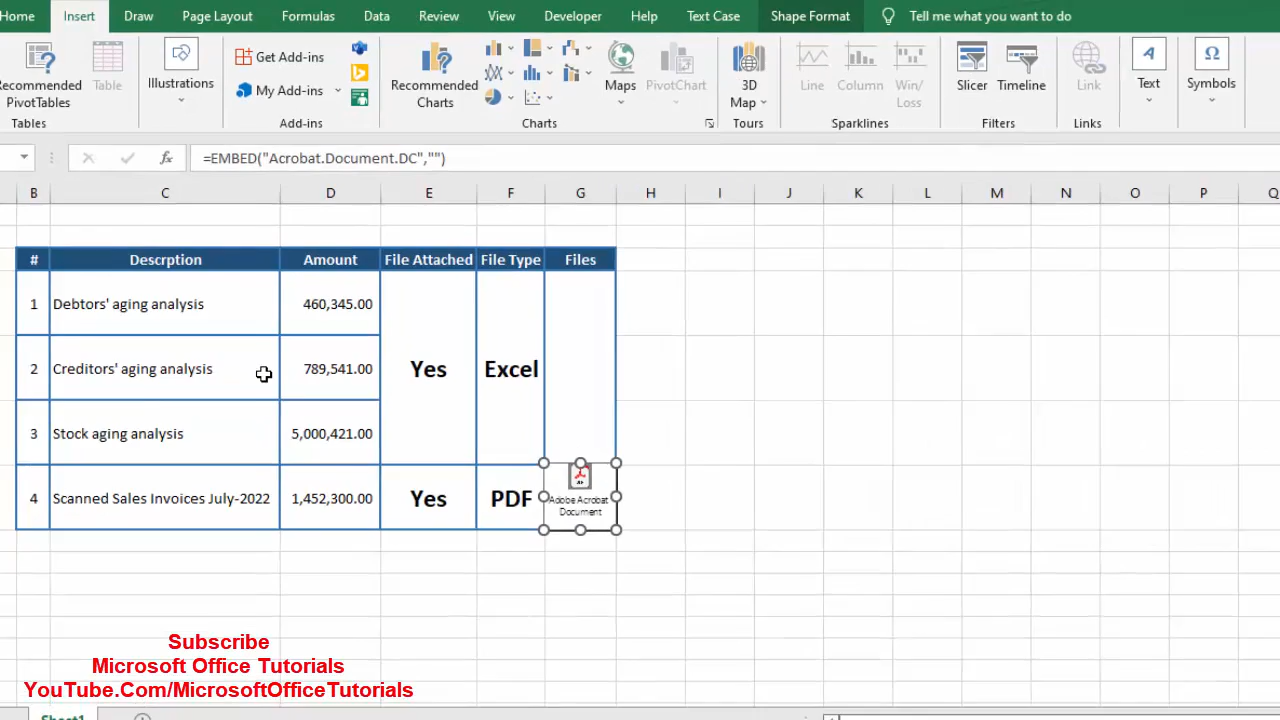 Home Insert Draw Page Layout Formulas Data Review View Developer Help Text Case Shape Format Tell me what you want to do
Recommended
PivotTables
Table
Illustrations
Get Add-ins
My Add-ins
Recommended
Charts
Maps
PivotChart
3D
Map
Line
Column
Win/
Loss
Slicer
Timeline
Link
Text
Symbols
Tables Add-ins Charts Tours Sparklines Filters Links
fx =EMBED("Acrobat.Document.DC","")
B C D E F G H I J K L M N O P Q
# Descrption Amount File Attached File Type Files
1 Debtors' aging analysis 460,345.00
2 Creditors' aging analysis 789,541.00 Yes Excel
3 Stock aging analysis 5,000,421.00
4 Scanned Sales Invoices July-2022 1,452,300.00 Yes PDF
Adobe Acrobat
Document
Subscribe
Microsoft Office Tutorials
YouTube.Com/MicrosoftOfficeTutorials
Sheet1